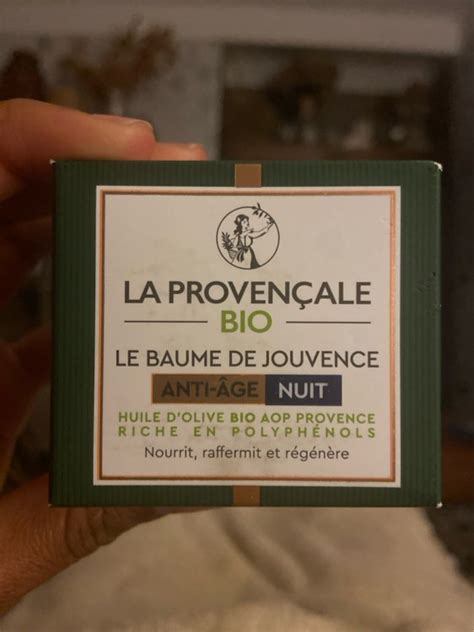 LA PROVENÇALE
BIO
LE BAUME DE JOUVENCE
ANTI-ÂGE NUIT
HUILE D'OLIVE BIO AOP PROVENCE
RICHE EN POLYPHÉNOLS
Nourrit, raffermit et régénère